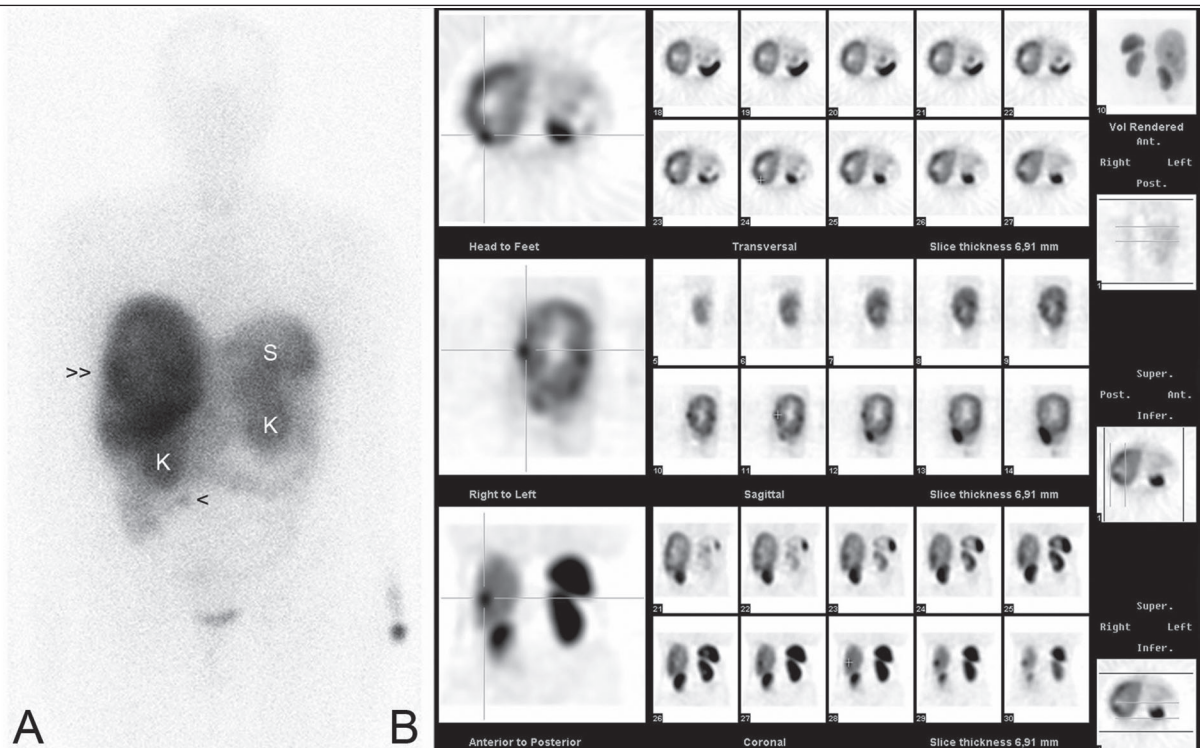 >>
S
K
K
<
A
B
18 19 20 21 22
23 24 25 26 27
Head to Feet Transversal Slice thickness 6,91 mm
5 6 7 8 9
10 11 12 13 14
Right to Left Sagittal Slice thickness 6,91 mm
21 22 23 24 25
26 27 28 29 30
Anterior to Posterior Coronal Slice thickness 6,91 mm
10
Vol Rendered
Ant.
Right Left
Post.
Super.
Post. Ant.
Infer.
Super.
Right Left
Infer.